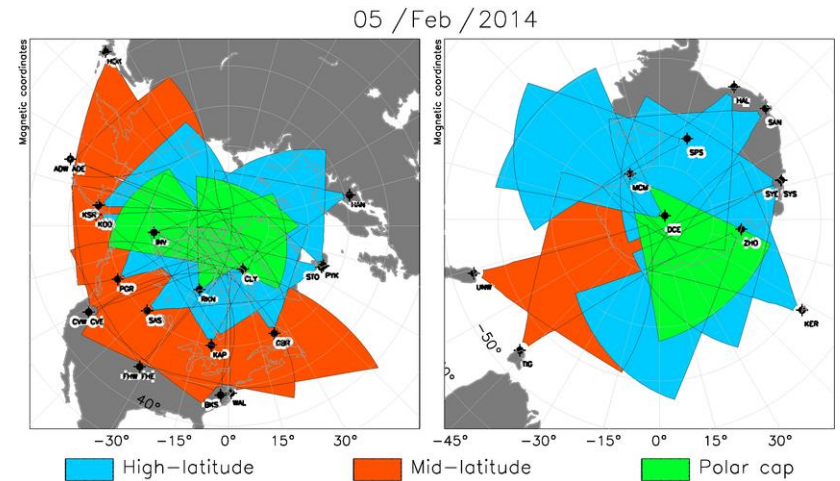 05 /Feb /2014
Magnetic coordinates
HOK
ADW ADE
KSR
KOD
INV
HAN
PGR
CLY
STO PYK
RKN
CVW CVE
SAS
KAP
GBR
FHW FHE
40°
BKS
WAL
-30° -15° 0° 15° 30°
Magnetic coordinates
HAL
SAN
SPS
MCM
SYE SYS
DCE
ZHO
UNW
KER
-50°
TIG
-45° -30° -15° 0° 15° 30°
High-latitude Mid-latitude Polar cap